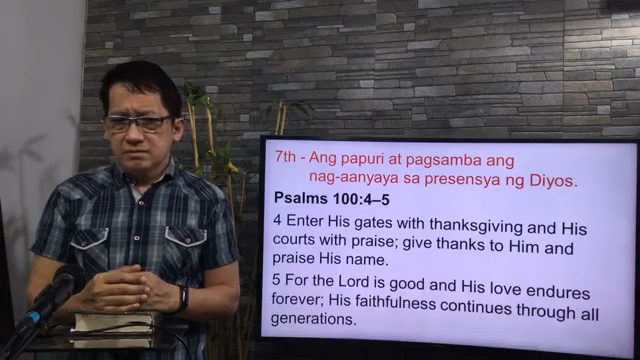 7th - Ang papuri at pagsamba ang
nag-aanyaya sa presensya ng Diyos.
Psalms 100:4–5
4 Enter His gates with thanksgiving and His
courts with praise; give thanks to Him and
praise His name.
5 For the Lord is good and His love endures
forever; His faithfulness continues through all
generations.